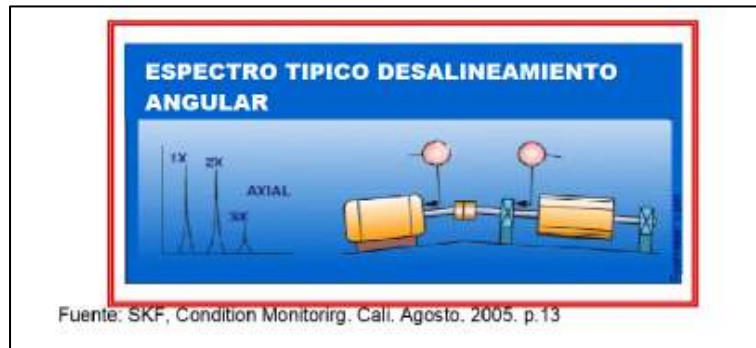 ESPECTRO TIPICO DESALINEAMIENTO
ANGULAR
1X
2X
3X
AXIAL
Fuente: SKF, Condition Monitorirg. Cali. Agosto. 2005. p.13